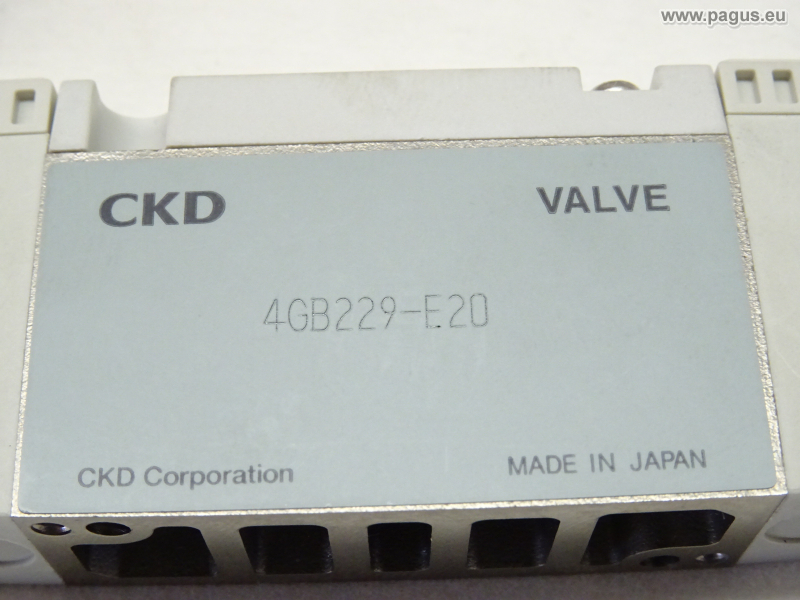 www.pagus.eu
CKD VALVE
4GB229-E20
CKD Corporation MADE IN JAPAN